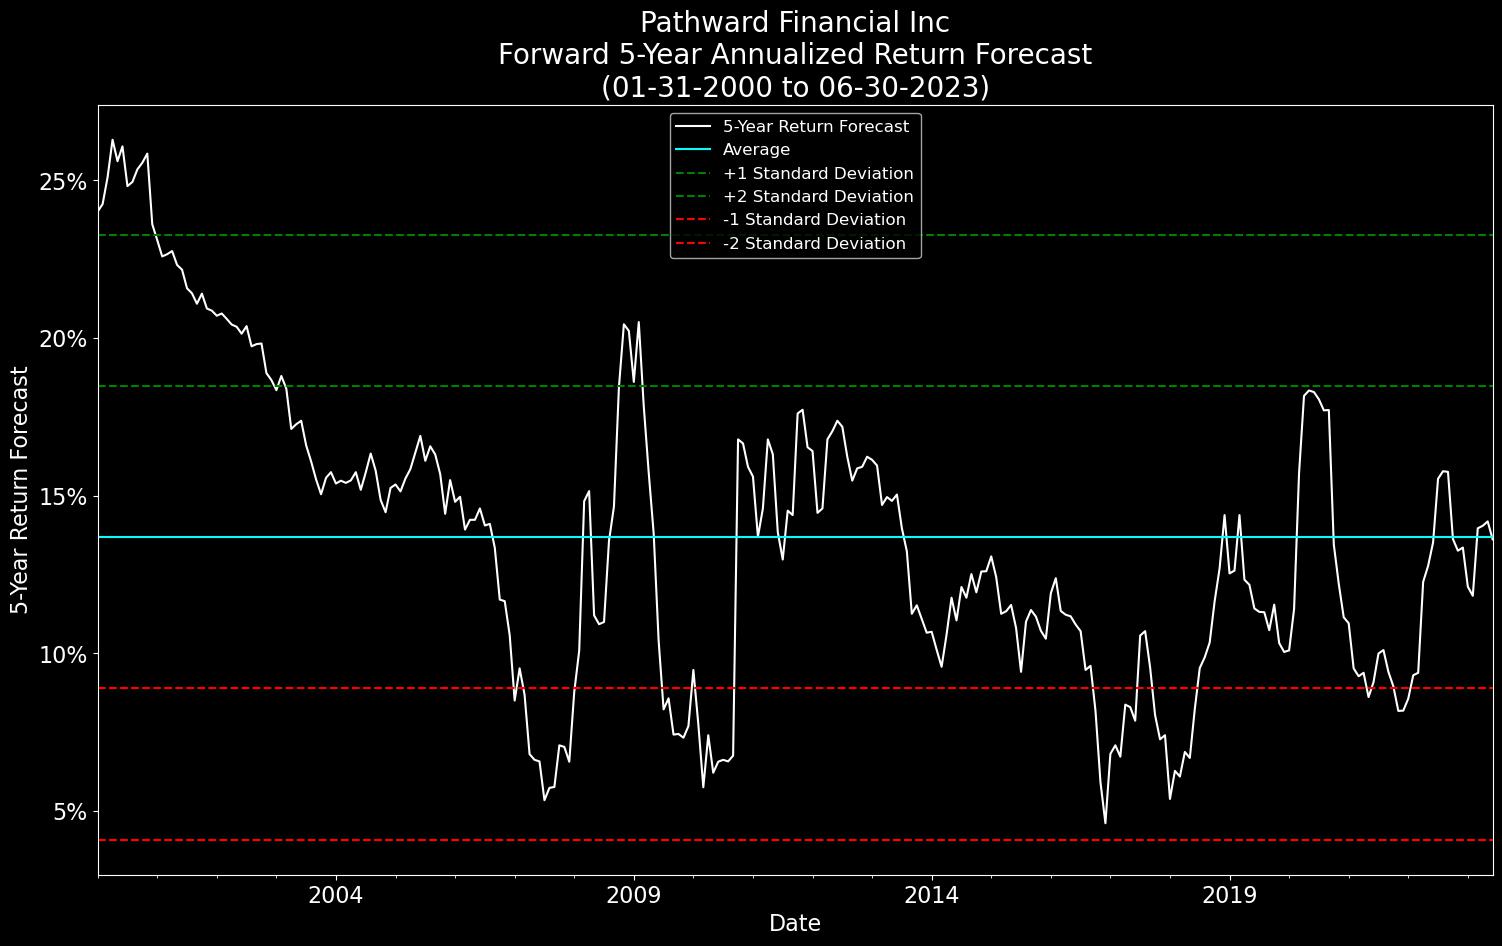 Pathward Financial Inc
Forward 5-Year Annualized Return Forecast
(01-31-2000 to 06-30-2023)
5-Year Return Forecast
Average
+1 Standard Deviation
+2 Standard Deviation
-1 Standard Deviation
-2 Standard Deviation
25%
20%
15%
10%
5%
5-Year Return Forecast
2004
2009
2014
2019
Date